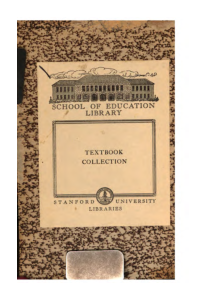 SCHOOL OF EDUCATION
LIBRARY
TEXTBOOK
COLLECTION
STANFORD UNIVERSITY
LIBRARIES